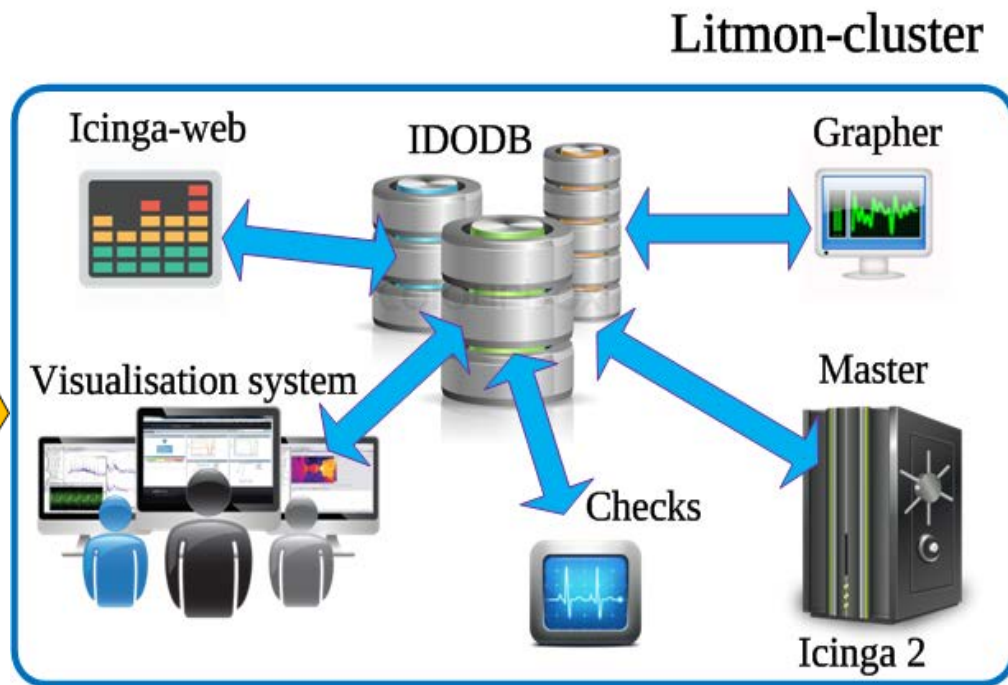 Litmon-cluster
Icinga-web
IDODB
Grapher
Visualisation system
Master
Checks
Icinga 2